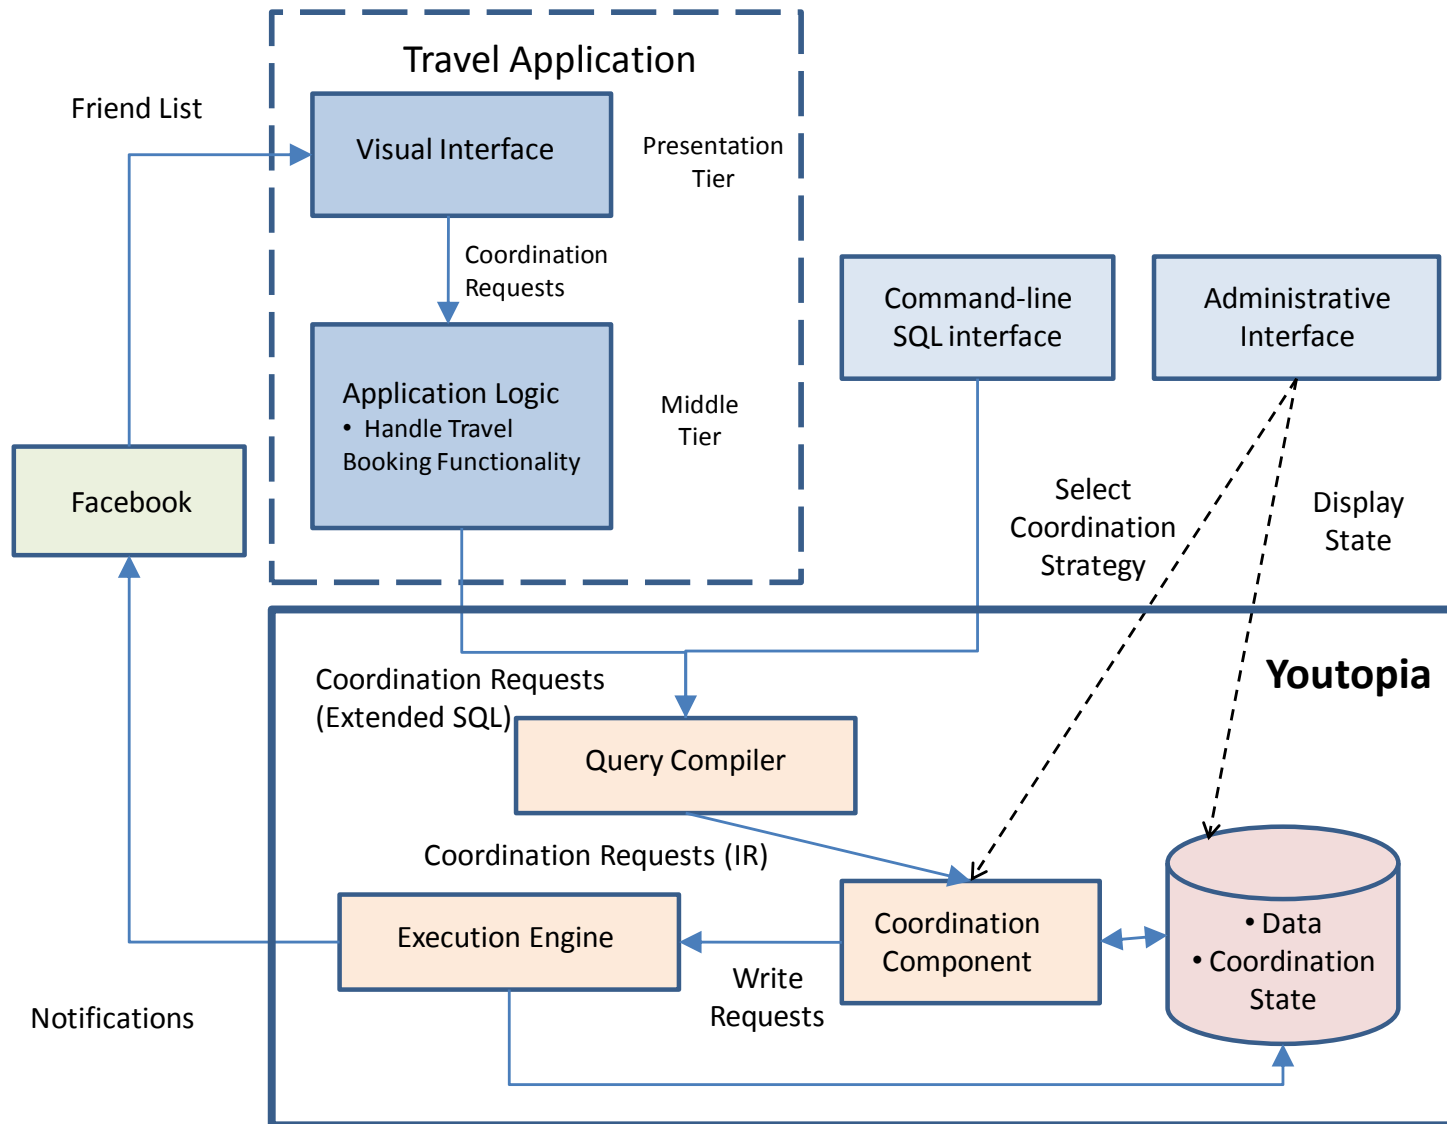 Travel Application
Friend List
Visual Interface
Presentation
Tier
Coordination
Requests
Command-line
SQL interface
Administrative
Interface
Application Logic
• Handle Travel
Booking Functionality
Middle
Tier
Facebook
Select
Coordination
Strategy
Display
State
Youtopia
Coordination Requests
(Extended SQL)
Query Compiler
Coordination Requests (IR)
Execution Engine
Coordination
Component
• Data
• Coordination
State
Write
Requests
Notifications